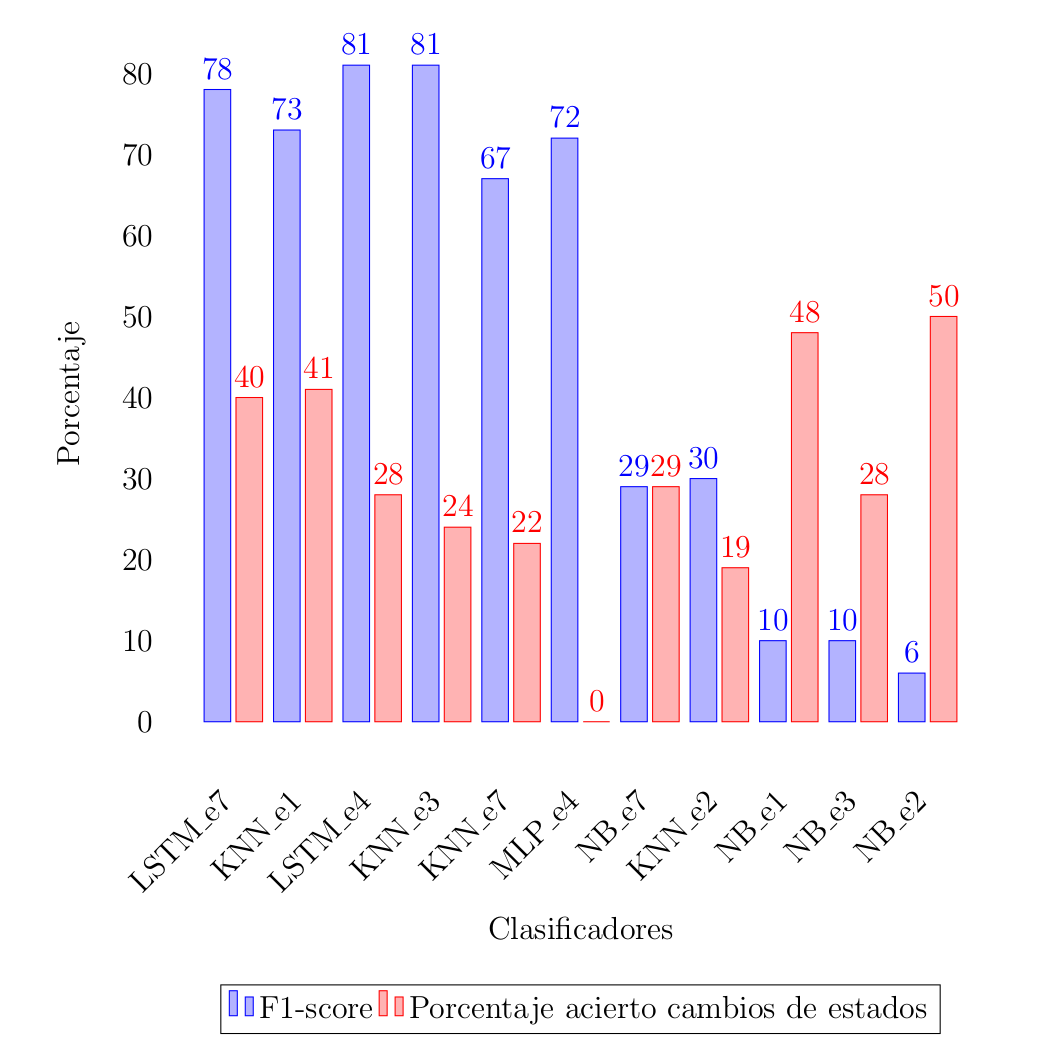 81 81
78
80
73
72
70
67
60
50
50
48
Porcentaje
40
41
40
30
29 29
30
28
28
24
22
20
19
10
10
10
6
0
0
LSTM_e7
KNN_e1
LSTM_e4
KNN_e3
KNN_e7
MLP_e4
NB_e7
KNN_e2
NB_e1
NB_e3
NB_e2
Clasificadores
F1-score Porcentaje acierto cambios de estados